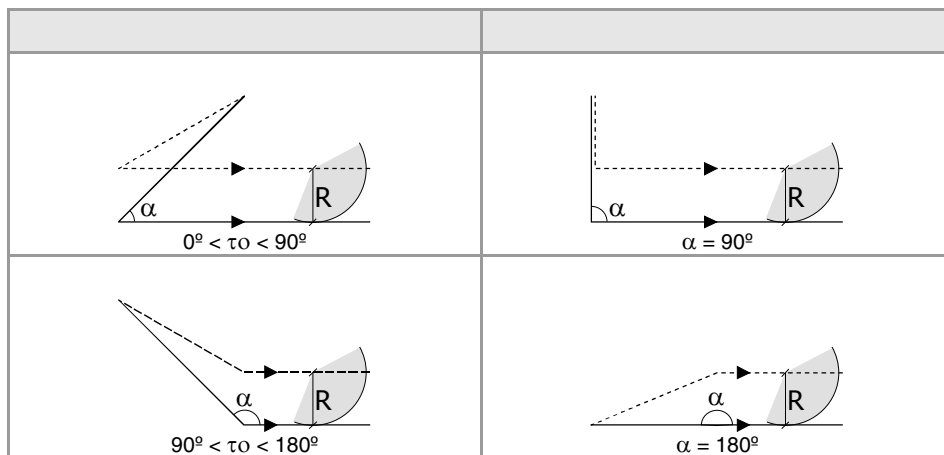 α
R
0º < το < 90º
α
R
α = 90º
α
R
90º < το < 180º
α
R
α = 180º